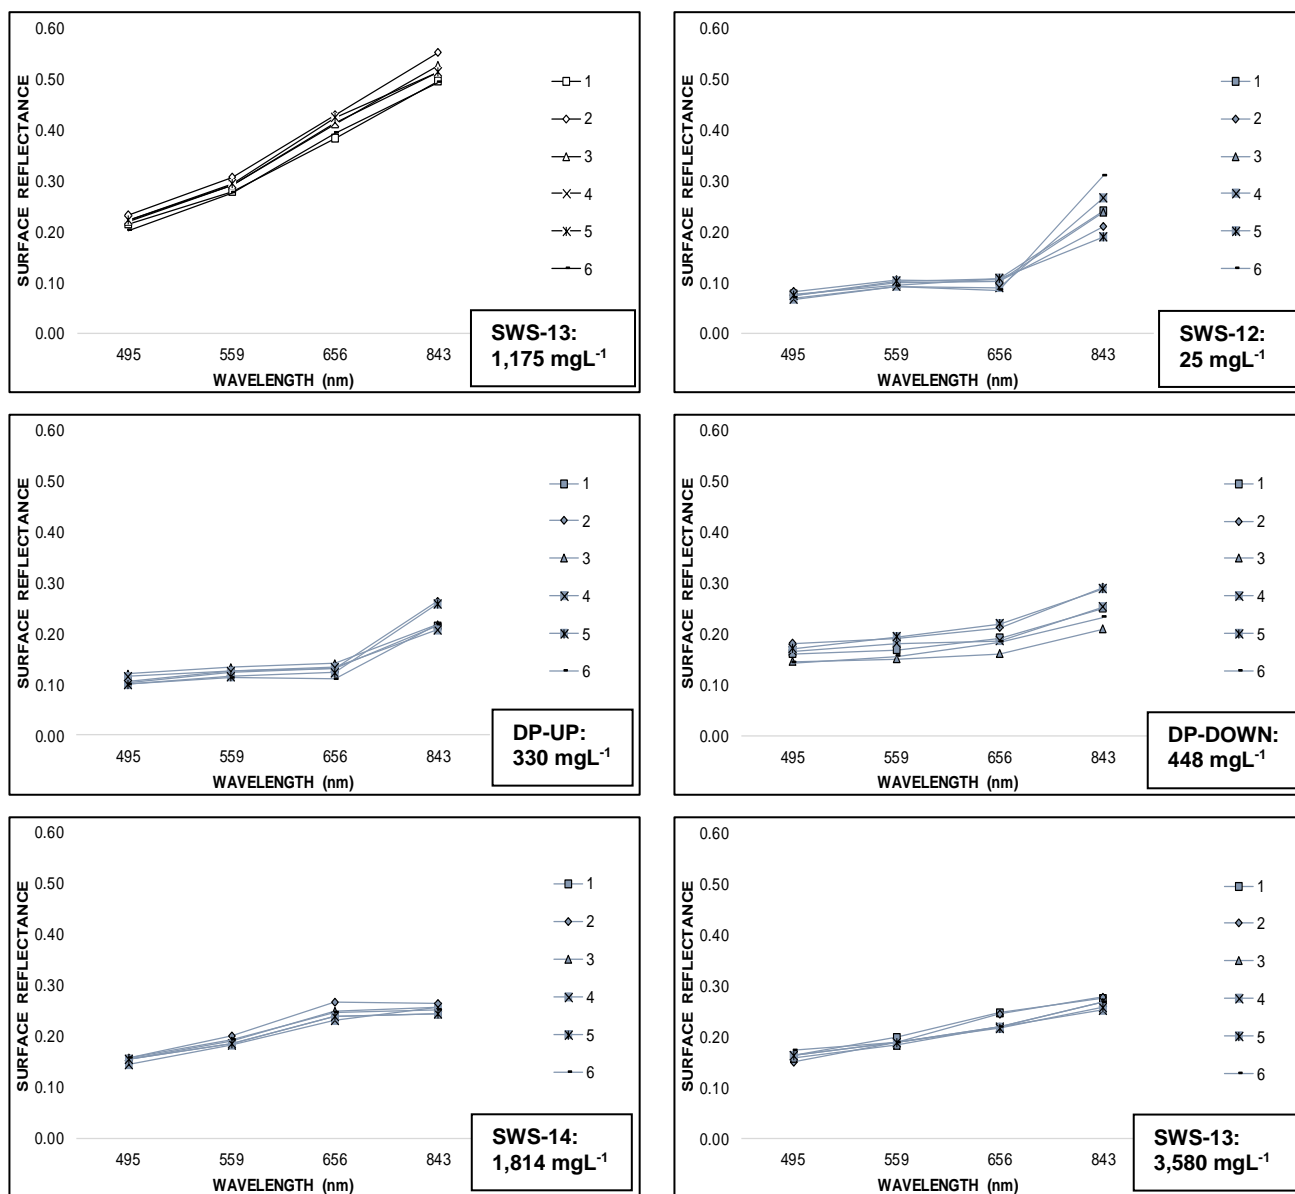 0.60
0.50
0.40
0.30
0.20
0.10
0.00
SURFACE REFLECTANCE
495 559 656 843
WAVELENGTH (nm)
1
2
3
4
5
6
SWS-13:
1,175 mgL⁻¹
0.60
0.50
0.40
0.30
0.20
0.10
0.00
SURFACE REFLECTANCE
495 559 656 843
WAVELENGTH (nm)
1
2
3
4
5
6
SWS-12:
25 mgL⁻¹
0.60
0.50
0.40
0.30
0.20
0.10
0.00
SURFACE REFLECTANCE
495 559 656 843
WAVELENGTH (nm)
1
2
3
4
5
6
DP-UP:
330 mgL⁻¹
0.60
0.50
0.40
0.30
0.20
0.10
0.00
SURFACE REFLECTANCE
495 559 656 843
WAVELENGTH (nm)
1
2
3
4
5
6
DP-DOWN:
448 mgL⁻¹
0.60
0.50
0.40
0.30
0.20
0.10
0.00
SURFACE REFLECTANCE
495 559 656 843
WAVELENGTH (nm)
1
2
3
4
5
6
SWS-14:
1,814 mgL⁻¹
0.60
0.50
0.40
0.30
0.20
0.10
0.00
SURFACE REFLECTANCE
495 559 656 843
WAVELENGTH (nm)
1
2
3
4
5
6
SWS-13:
3,580 mgL⁻¹